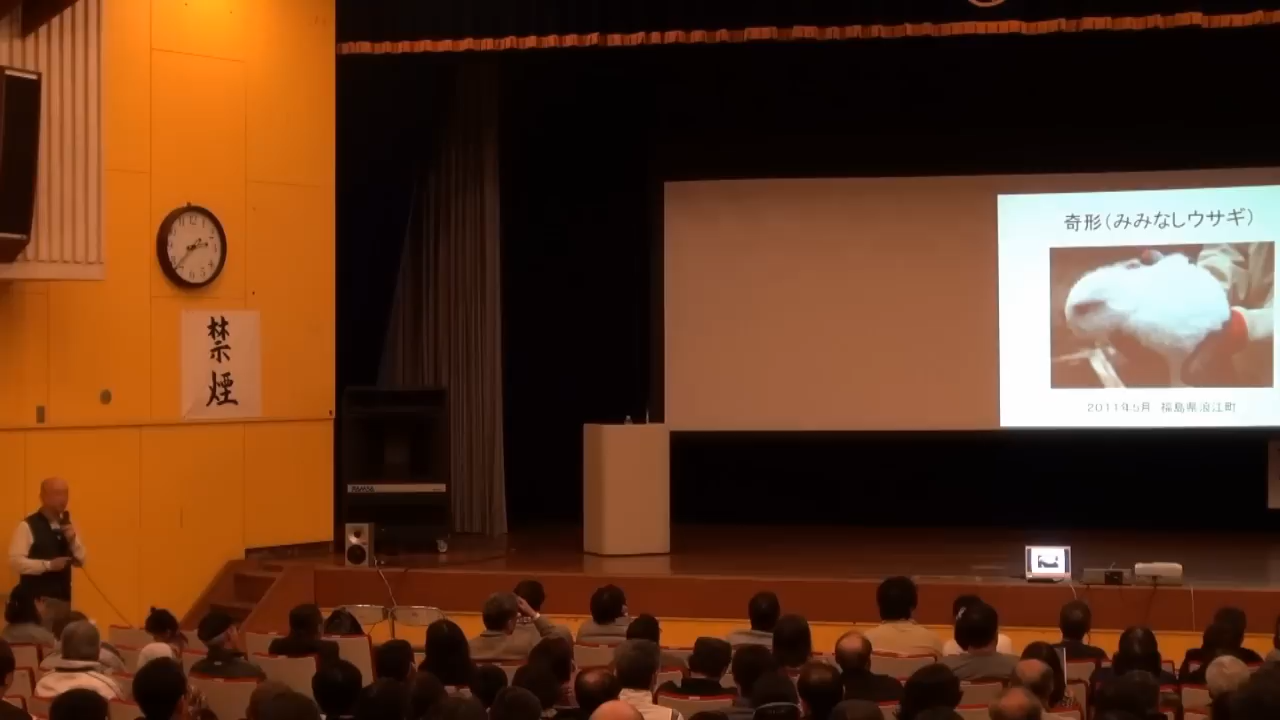 奇形(みみなしウサギ)
2011年5月 福島県浪江町
禁
煙